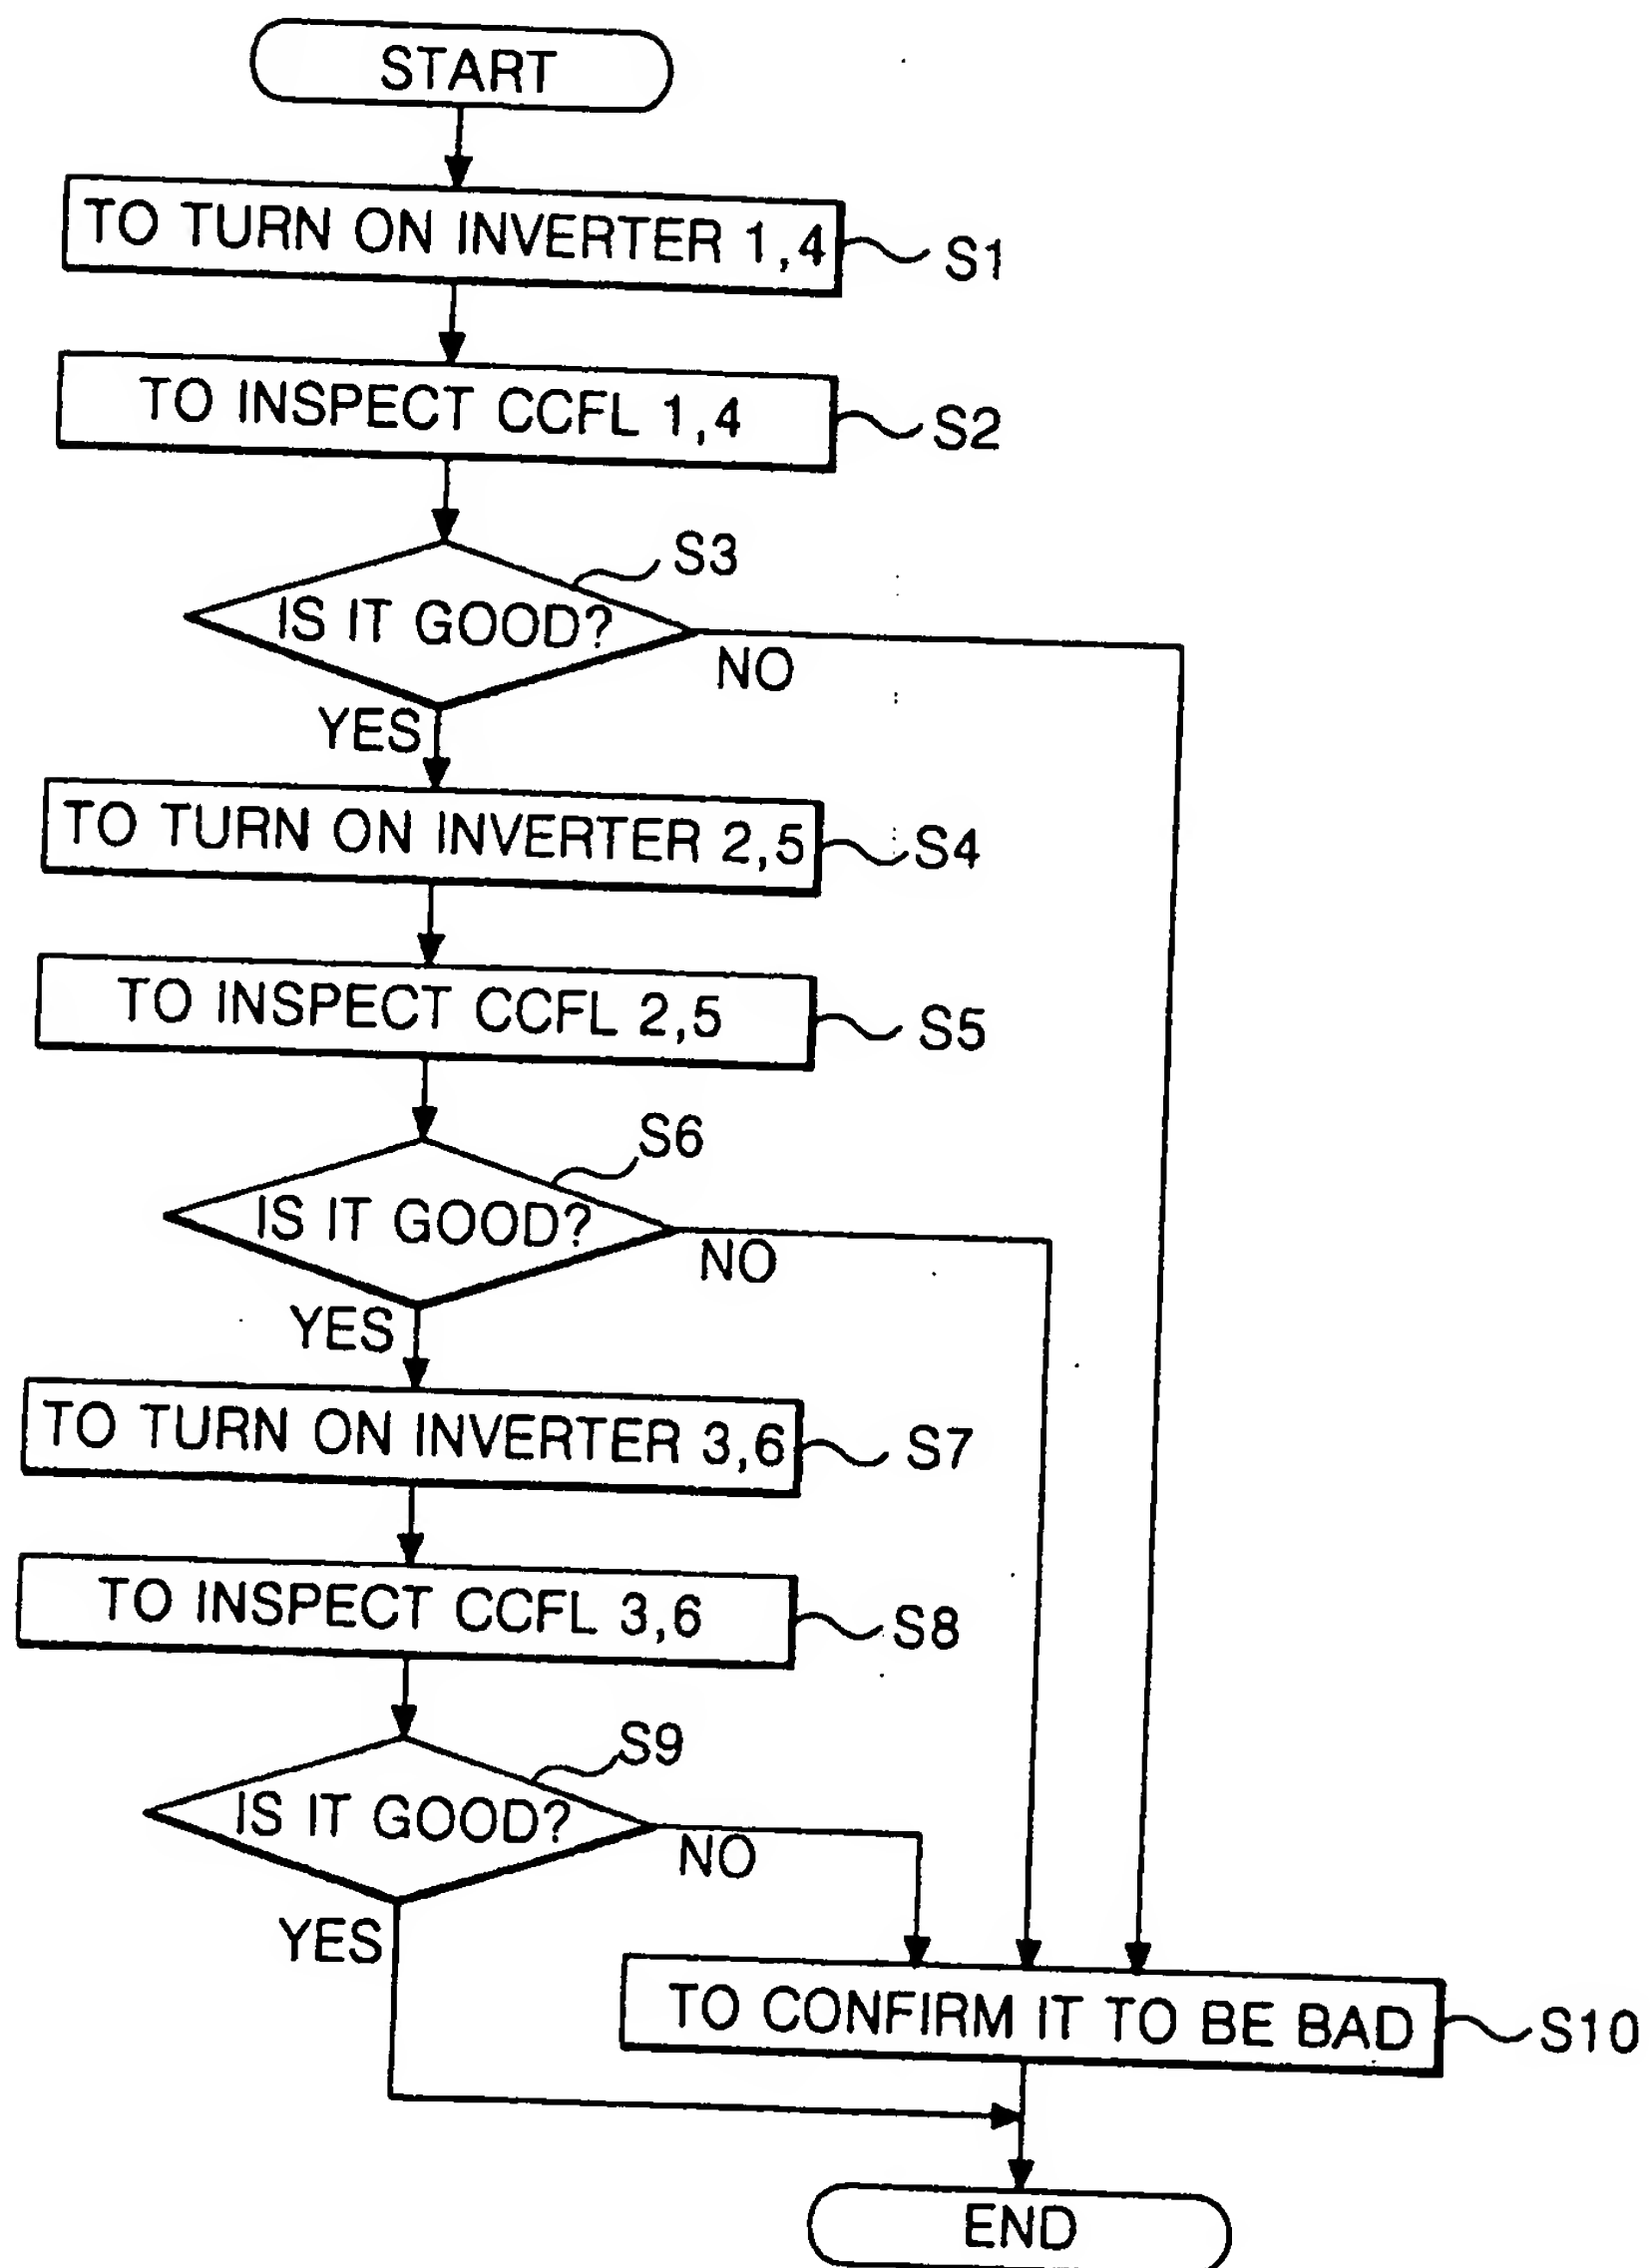 START
TO TURN ON INVERTER 1,4
S1
TO INSPECT CCFL 1,4
S2
S3
IS IT GOOD?
NO
YES
TO TURN ON INVERTER 2,5
S4
TO INSPECT CCFL 2,5
S5
S6
IS IT GOOD?
NO
YES
TO TURN ON INVERTER 3,6
S7
TO INSPECT CCFL 3,6
S8
S9
IS IT GOOD?
NO
YES
TO CONFIRM IT TO BE BAD
S10
END